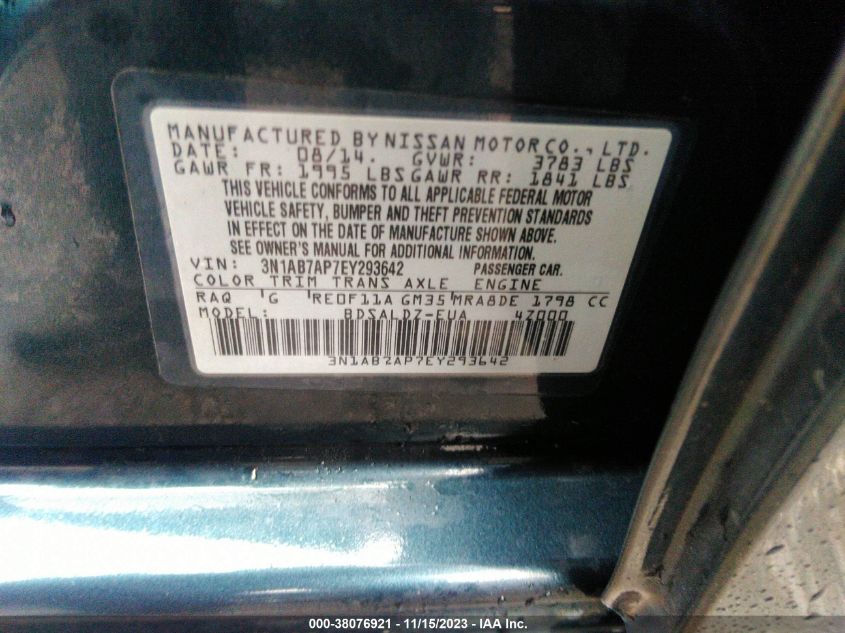 MANUFACTURED BY NISSAN MOTOR CO., LTD.
DATE: 08/14. GVWR: 3783 LBS
GAWR FR: 1995 LBS GAWR RR: 1841 LBS
THIS VEHICLE CONFORMS TO ALL APPLICABLE FEDERAL MOTOR
VEHICLE SAFETY, BUMPER AND THEFT PREVENTION STANDARDS
IN EFFECT ON THE DATE OF MANUFACTURE SHOWN ABOVE.
SEE OWNER'S MANUAL FOR ADDITIONAL INFORMATION.
VIN: 3N1AB7AP7EY293642 PASSENGER CAR.
COLOR TRIM TRANS AXLE ENGINE
RAQ G RE0F11A GM35 MRA8DE 1798 CC
MODEL: BDSALDZ-EUA 4Z000
3N1AB7AP7EY293642
000-38076921 - 11/15/2023 - IAA Inc.